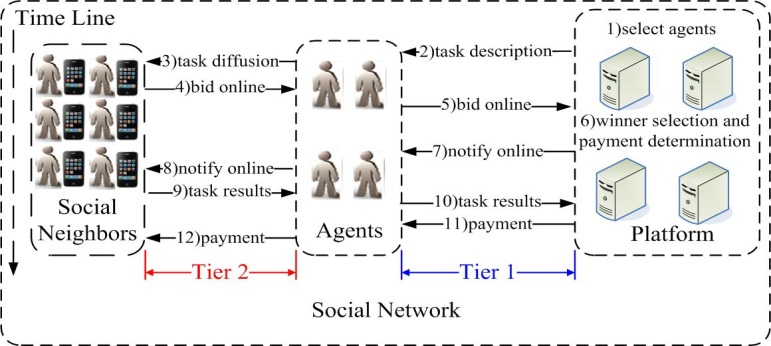 Time Line
1)select agents
2)task description
3)task diffusion
4)bid online
5)bid online
6)winner selection and
payment determination
7)notify online
8)notify online
9)task results
10)task results
11)payment
12)payment
Social
Neighbors
Agents
Platform
Tier 2
Tier 1
Social Network